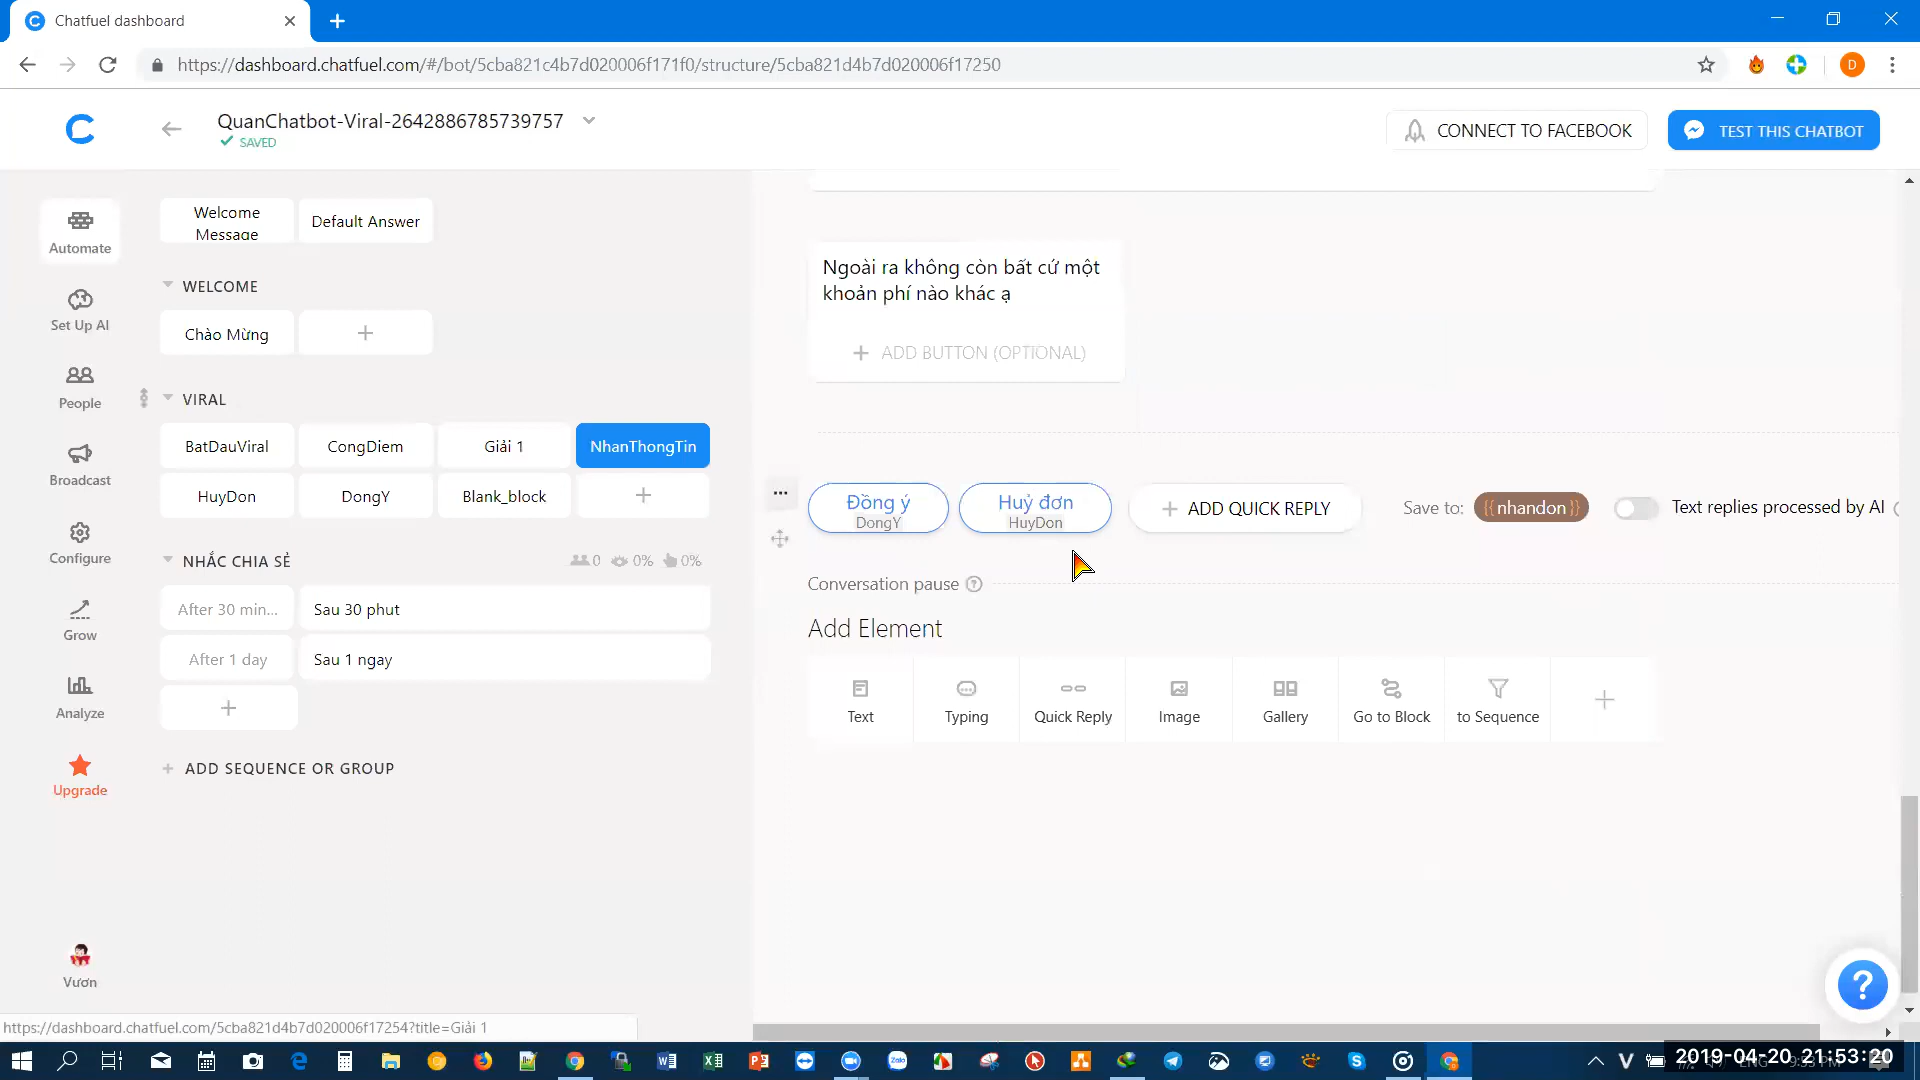 Chatfuel dashboard
https://dashboard.chatfuel.com/#/bot/5cba821c4b7d020006f171f0/structure/5cba821d4b7d020006f17250
D
QuanChatbot-Viral-2642886785739757
SAVED
CONNECT TO FACEBOOK
TEST THIS CHATBOT
Automate
Set Up AI
People
Broadcast
Configure
Grow
Analyze
Upgrade
Vươn
Welcome Message
Default Answer
WELCOME
Chào Mừng
VIRAL
BatDauViral
CongDiem
Giải 1
NhanThongTin
HuyDon
DongY
Blank_block
NHẮC CHIA SẺ
0
0%
0%
After 30 min...
Sau 30 phut
After 1 day
Sau 1 ngay
ADD SEQUENCE OR GROUP
Ngoài ra không còn bất cứ một
khoản phí nào khác ạ
ADD BUTTON (OPTIONAL)
Đồng ý
DongY
Huỷ đơn
HuyDon
ADD QUICK REPLY
Save to:
{{nhandon}}
Text replies processed by AI
Conversation pause
Add Element
Text
Typing
Quick Reply
Image
Gallery
Go to Block
to Sequence
https://dashboard.chatfuel.com/5cba821d4b7d020006f17254?title=Giải 1
2019-04-20 21:53:20